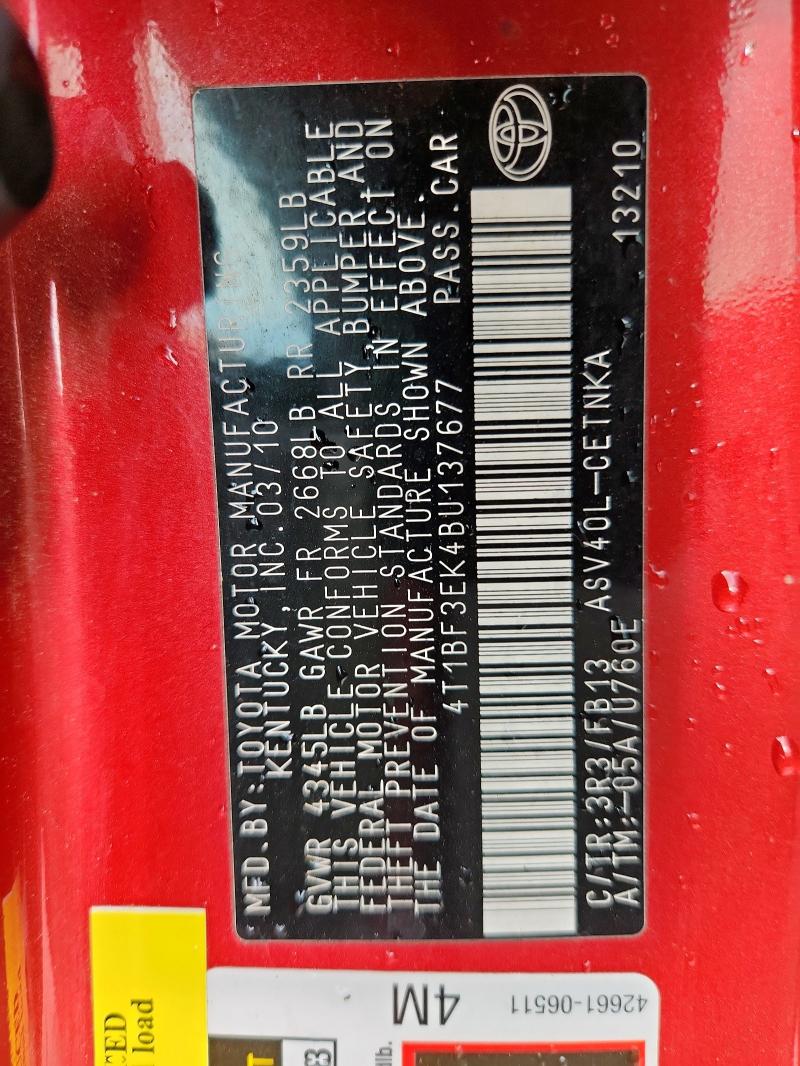 MFD.BY:TOYOTA MOTOR MANUFACTURING
KENTUCKY, INC.03/10
GVWR 4345LB GAWR FR 2668LB RR 2359LB
THIS VEHICLE CONFORMS TO ALL APPLICABLE
FEDERAL MOTOR VEHICLE SAFETY, BUMPER, AND
THEFT PREVENTION STANDARDS IN EFFECT ON
THE DATE OF MANUFACTURE SHOWN ABOVE.
4T1BF3EK4BU137677 PASS.CAR
C/TR:3R3/FB13 ASV40L-CETNKA
A/TM:-05A/U760E 13210
load
4M
42661-06511